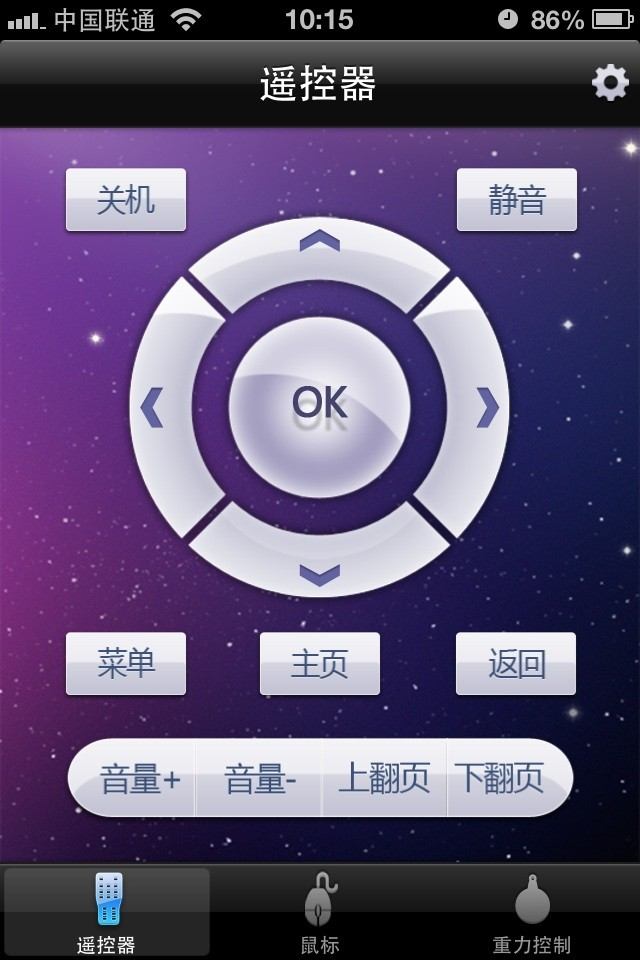 中国联通 10:15 86%
遥控器
关机 静音
OK
菜单 主页 返回
音量+ 音量- 上翻页 下翻页
遥控器 鼠标 重力控制